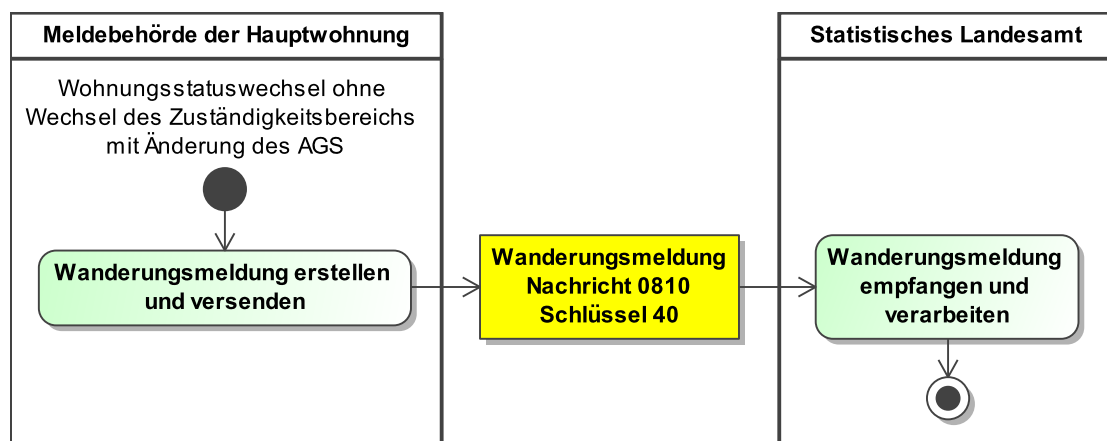 Meldebehörde der Hauptwohnung
Statistisches Landesamt
Wohnungsstatuswechsel ohne
Wechsel des Zuständigkeitsbereichs
mit Änderung des AGS
Wanderungsmeldung erstellen
und versenden
Wanderungsmeldung
Nachricht 0810
Schlüssel 40
Wanderungsmeldung
empfangen und
verarbeiten